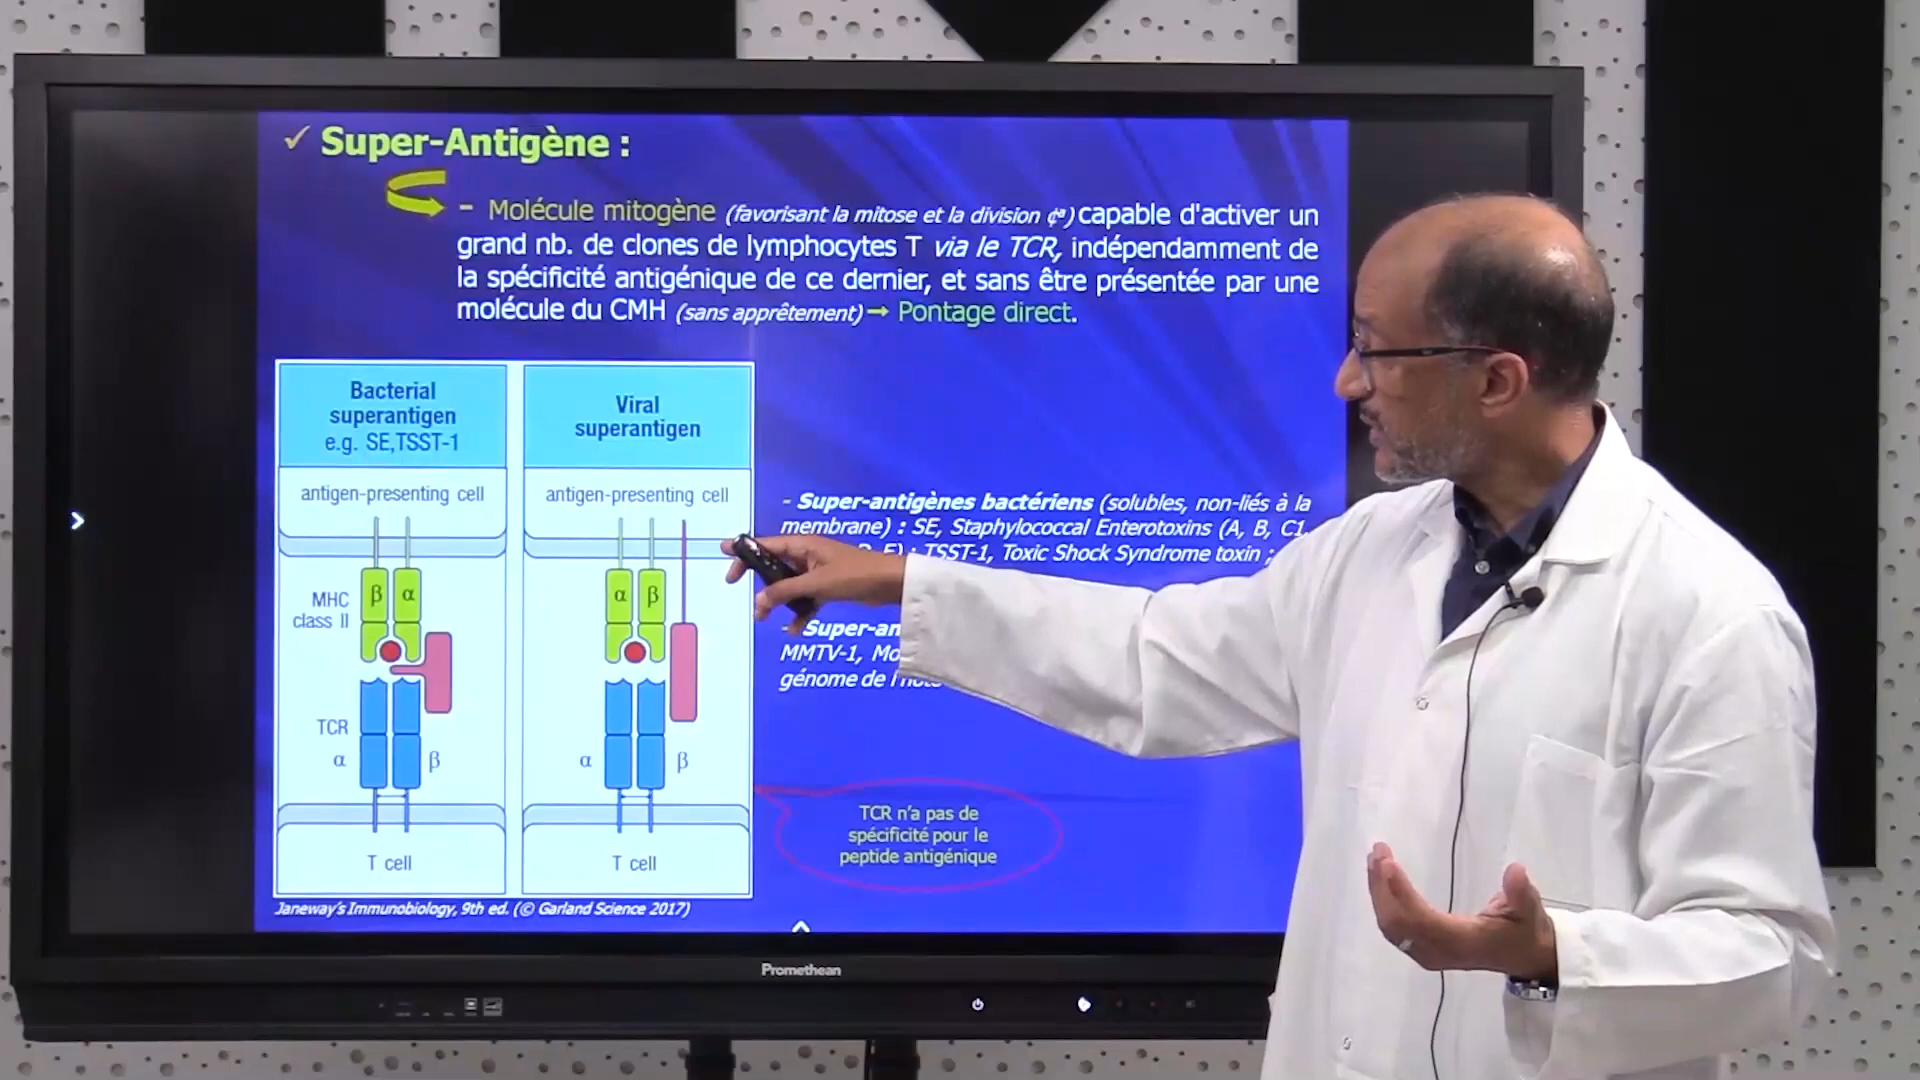 ✓ Super-Antigène :
- Molécule mitogène (favorisant la mitose et la division ¢ᵃ) capable d'activer un
grand nb. de clones de lymphocytes T via le TCR, indépendamment de
la spécificité antigénique de ce dernier, et sans être présentée par une
molécule du CMH (sans apprêtement) → Pontage direct.
Bacterial
superantigen
e.g. SE,TSST-1
antigen-presenting cell
MHC
class II
β α
TCR
α β
T cell
Viral
superantigen
antigen-presenting cell
α β
α β
T cell
Janeway's Immunobiology, 9th ed. (© Garland Science 2017)
- Super-antigènes bactériens (solubles, non-liés à la
membrane) : SE, Staphylococcal Enterotoxins (A, B, C1,
E) ; TSST-1, Toxic Shock Syndrome toxin ;
- Super-an
MMTV-1, Mo
génome de l'hôte
TCR n'a pas de
spécificité pour le
peptide antigénique
Promethean